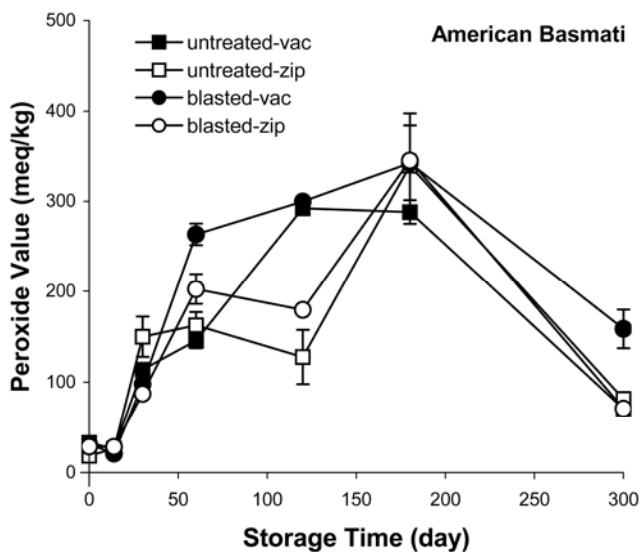 American Basmati
untreated-vac
untreated-zip
blasted-vac
blasted-zip
Peroxide Value (meq/kg)
500
400
300
200
100
0
0 50 100 150 200 250 300
Storage Time (day)